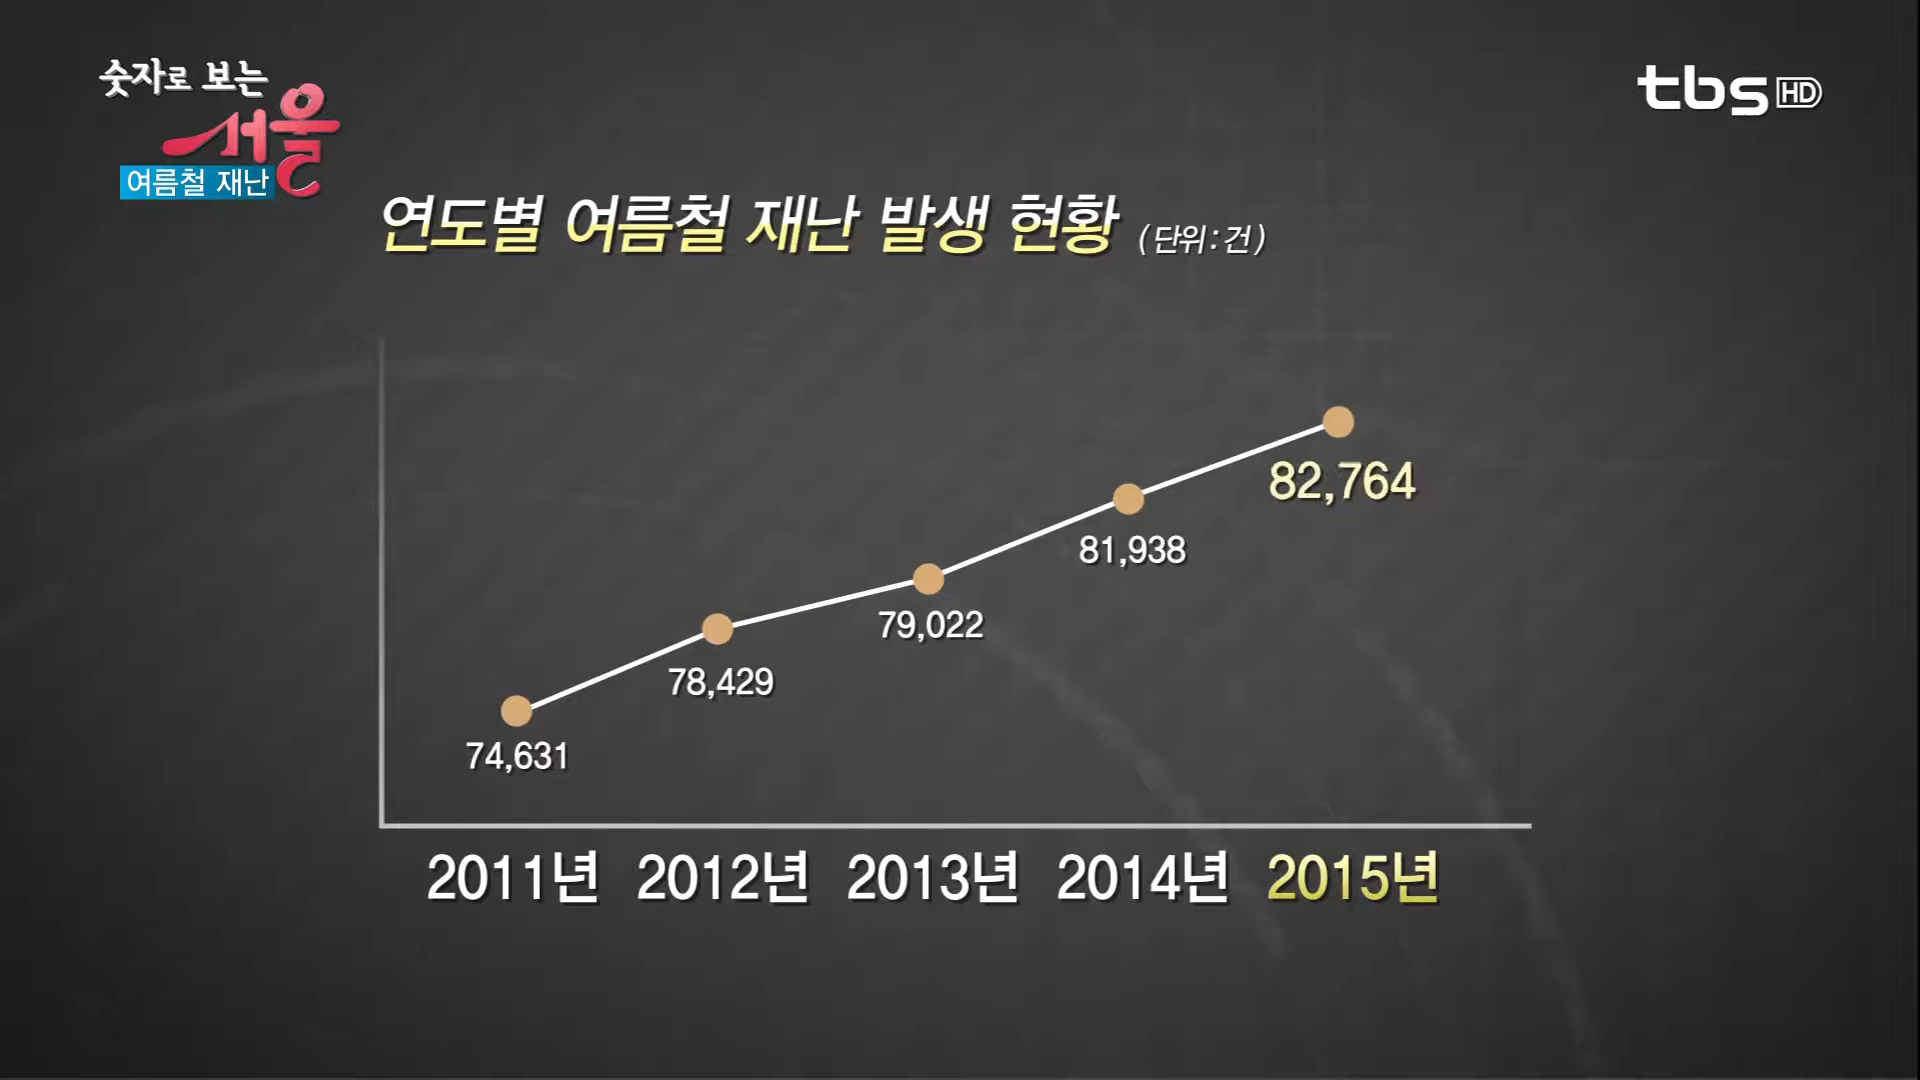 숫자로 보는
서울
여름철 재난
tbs HD
연도별 여름철 재난 발생 현황 (단위:건)
82,764
81,938
79,022
78,429
74,631
2011년 2012년 2013년 2014년 2015년